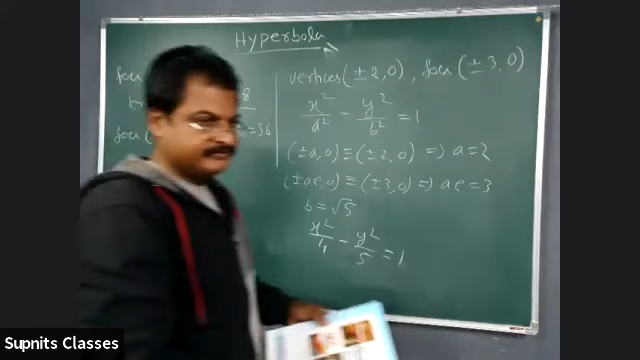 Hyperbola
foci
8
foci (
= 36
vertices (± 2, 0), foci (± 3, 0)
x²/a² - y²/b² = 1
(± a, 0) ≡ (± 2, 0) => a = 2
(± ae, 0) ≡ (± 3, 0) => ae = 3
b = √5
x²/4 - y²/5 = 1
Supnits Classes